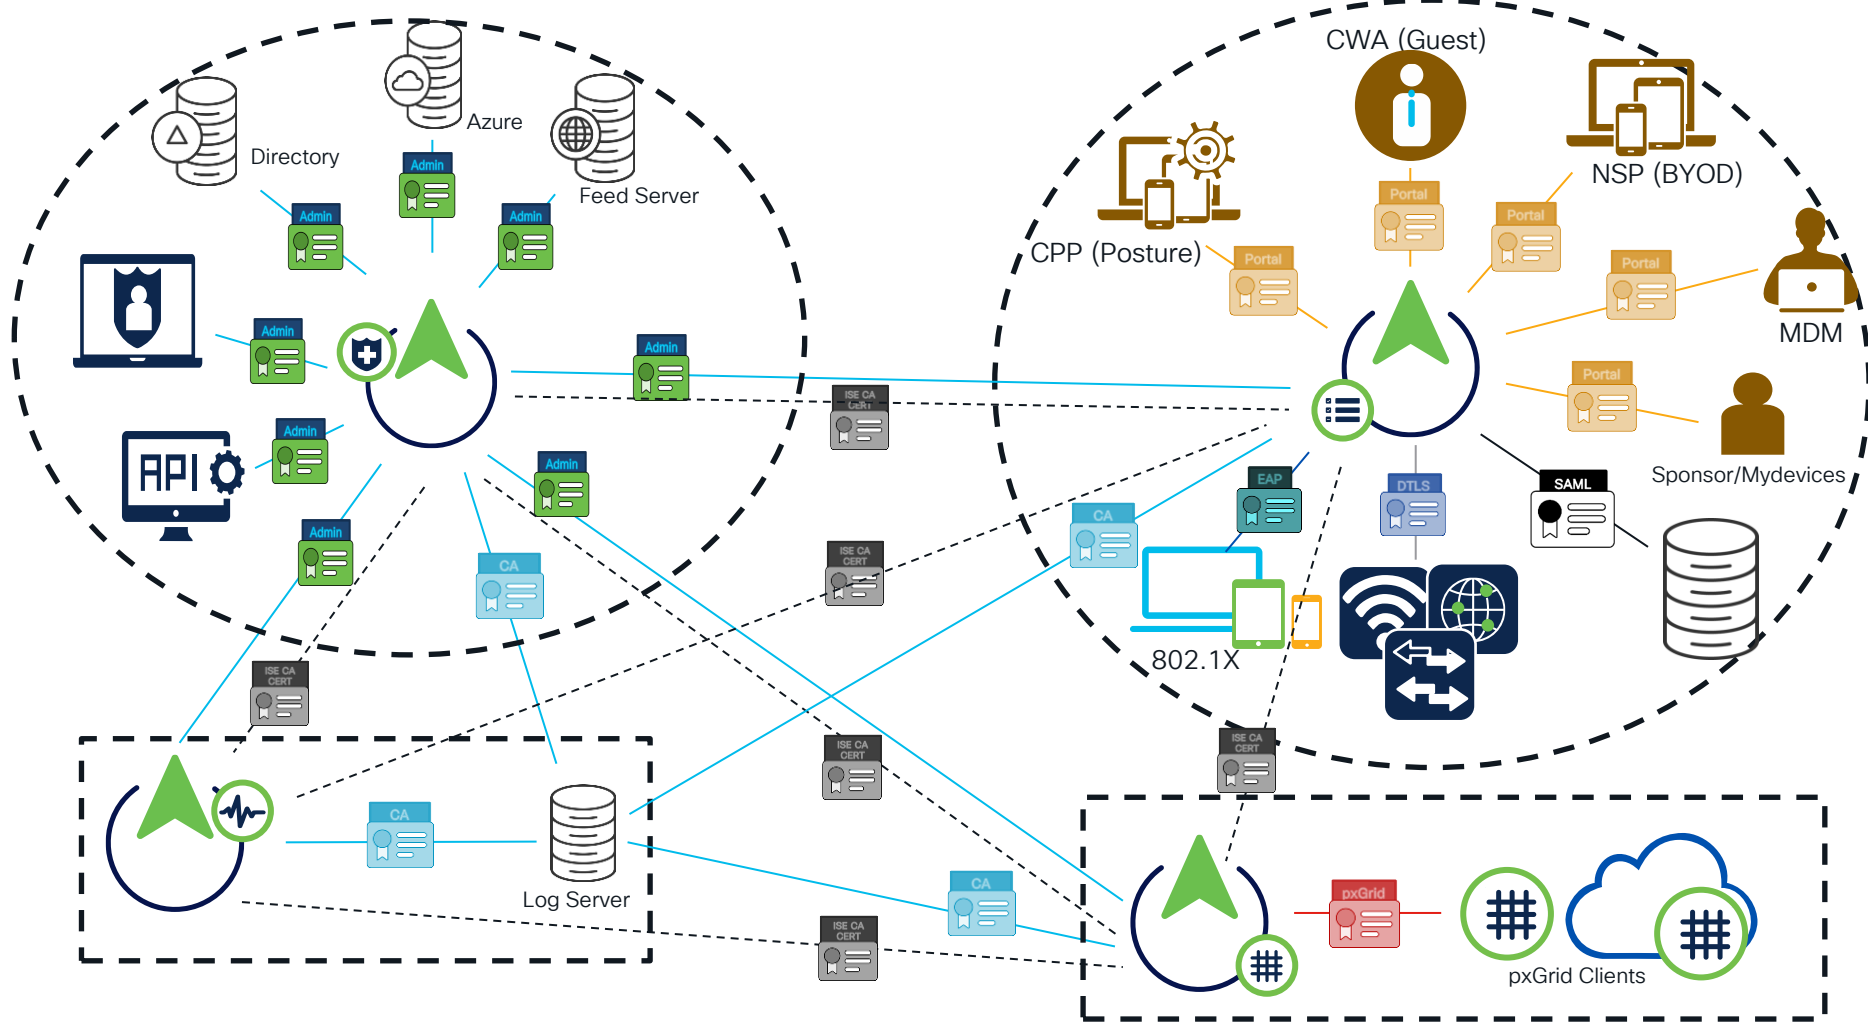 CWA (Guest)
Azure
Directory
Feed Server
Admin
Admin
Admin
Admin
Admin
Admin
Admin
Admin
API
NSP (BYOD)
CPP (Posture)
Portal
Portal
Portal
Portal
Portal
MDM
Sponsor/Mydevices
ISE CA
CERT
EAP
DTLS
SAML
CA
CA
ISE CA
CERT
802.1X
ISE CA
CERT
ISE CA
CERT
ISE CA
CERT
CA
Log Server
CA
ISE CA
CERT
pxGrid
pxGrid Clients